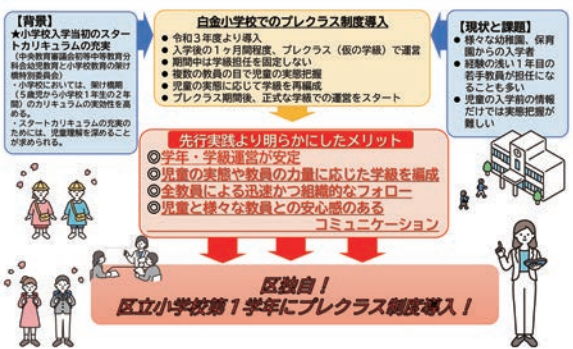 【背景】
★小学校入学当初のスタートカリキュラムの充実
（中央教育審議会初等中等教育分科会幼児教育と小学校教育の架け橋特別委員会）
・小学校においては、架け橋期（5歳児から小学校1年生の2年間）のカリキュラムの実効性を高める。
・スタートカリキュラムの充実のためには、児童理解を深めることが求められる。
白金小学校でのプレクラス制度導入
● 令和3年度より導入
● 入学後の1ヶ月間程度、プレクラス（仮の学級）で運営
● 期間中は学級担任を固定しない
● 複数の教員の目で児童の実態把握
● 児童の実態に応じて学級を再編成
● プレクラス期間後、正式な学級での運営をスタート
【現状と課題】
● 様々な幼稚園、保育園からの入学者
● 経験の浅い1年目の若手教員が担任になることも多い
● 児童の入学前の情報だけでは実態把握が難しい
先行実践より明らかにしたメリット
◎学年・学級運営が安定
◎児童の実態や教員の力量に応じた学級を編成
◎全教員による迅速かつ組織的なフォロー
◎児童と様々な教員との安心感のある
コミュニケーション
区独自！
区立小学校第1学年にプレクラス制度導入！